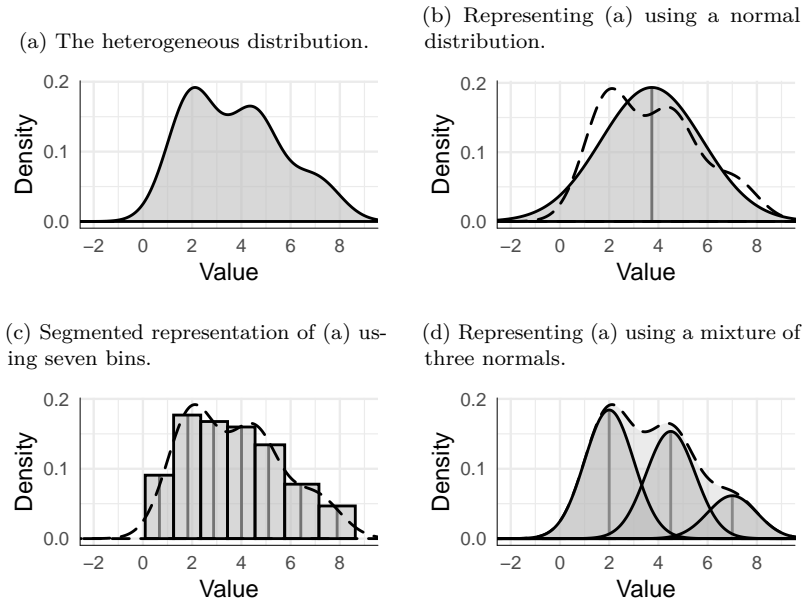 (a) The heterogeneous distribution.
0.2
0.1
0.0
Density
−2 0 2 4 6 8
Value
(b) Representing (a) using a normal
distribution.
0.2
0.1
0.0
Density
−2 0 2 4 6 8
Value
(c) Segmented representation of (a) us-
ing seven bins.
0.2
0.1
0.0
Density
−2 0 2 4 6 8
Value
(d) Representing (a) using a mixture of
three normals.
0.2
0.1
0.0
Density
−2 0 2 4 6 8
Value